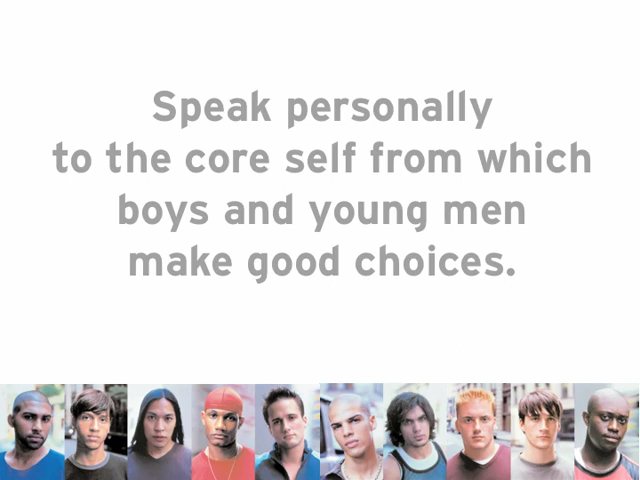 Speak personally
to the core self from which
boys and young men
make good choices.